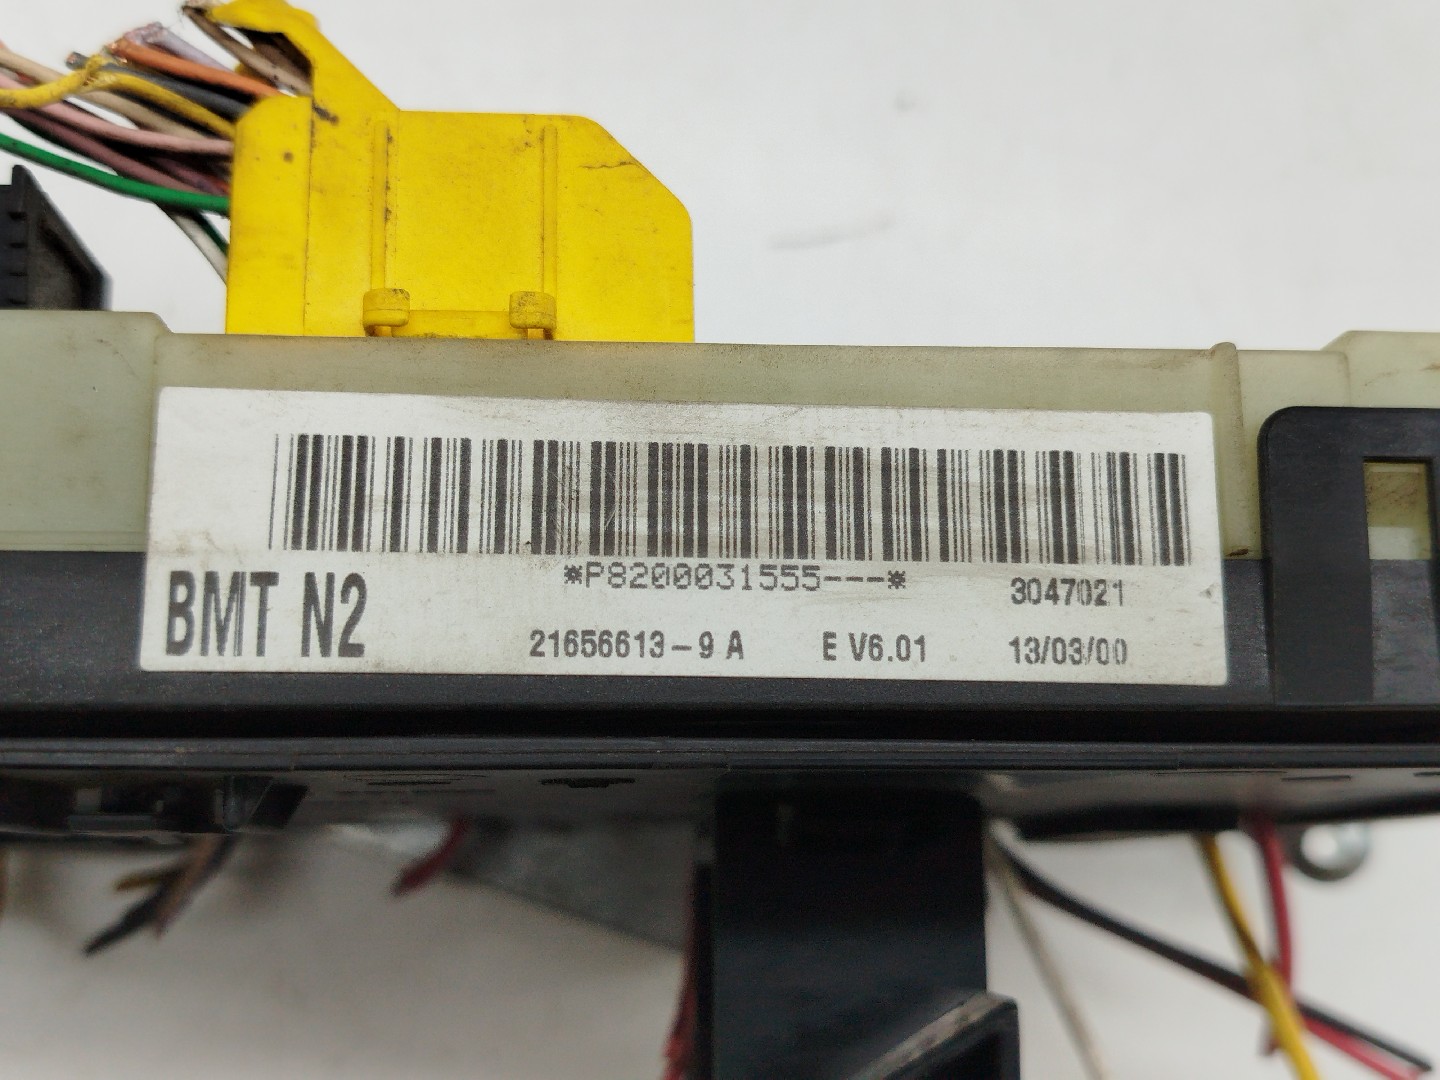 *P8200031555---*
BMT N2
3047021
21656613-9 A
E V6.01
13/03/00